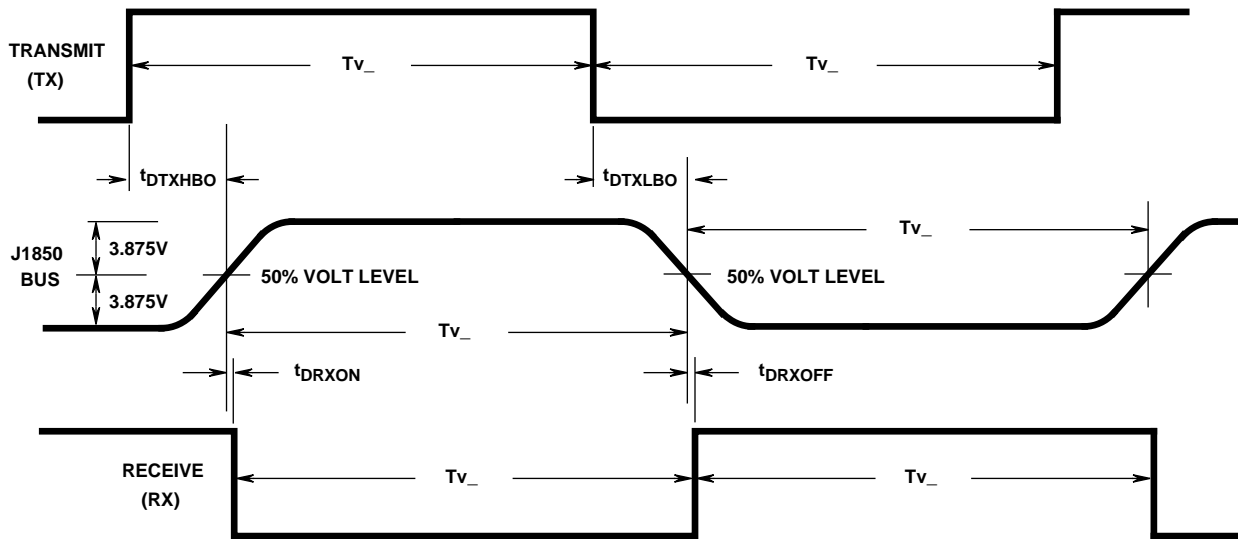 TRANSMIT
(TX)
Tv_
Tv_
tDTXHBO
tDTXLBO
J1850
BUS
3.875V
3.875V
50% VOLT LEVEL
50% VOLT LEVEL
Tv_
Tv_
tDRXON
tDRXOFF
RECEIVE
(RX)
Tv_
Tv_